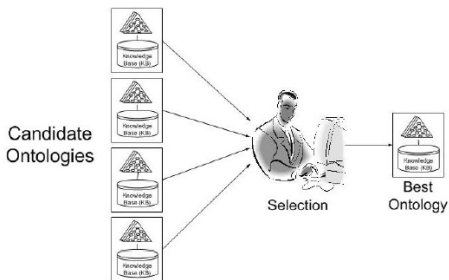 Knowledge
Base (KB)
Knowledge
Base (KB)
Knowledge
Base (KB)
Knowledge
Base (KB)
Candidate
Ontologies
Selection
Knowledge
Base (KB)
Best
Ontology